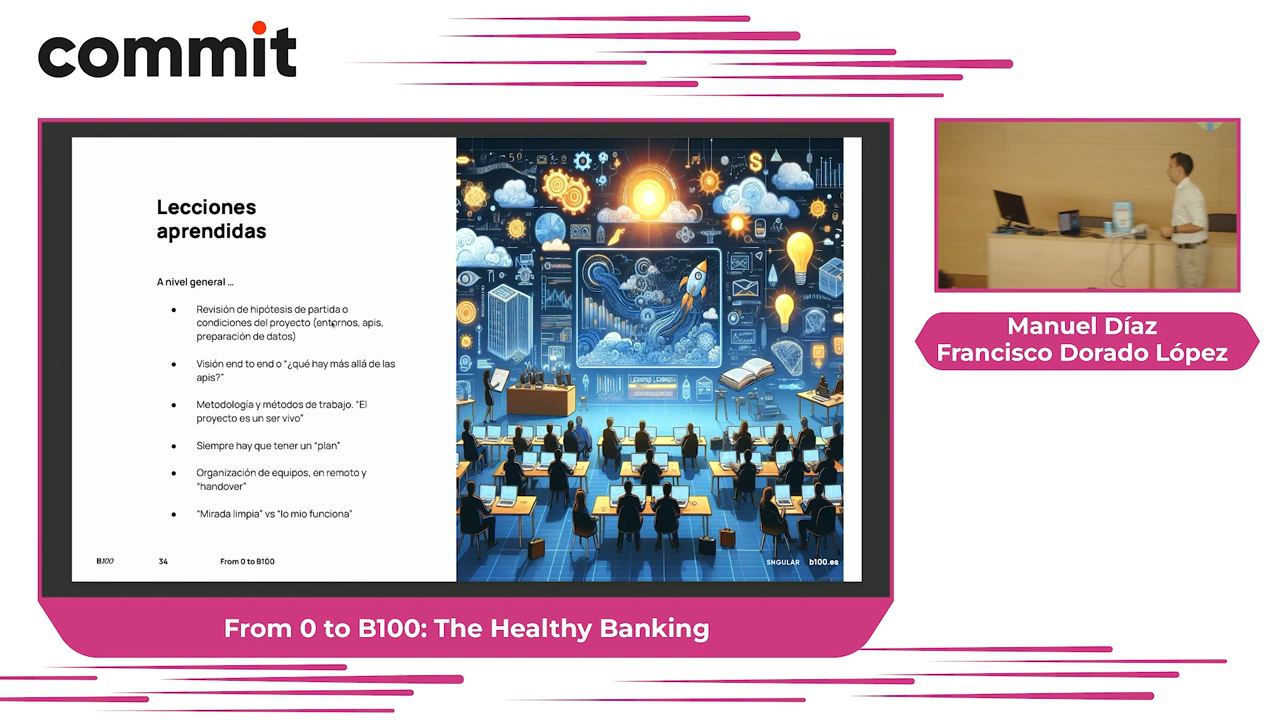 commit
Lecciones
aprendidas
A nivel general ...
• Revisión de hipótesis de partida o
condiciones del proyecto (entornos, apis,
preparación de datos)
• Visión end to end o “¿qué hay más allá de las
apis?”
• Metodología y métodos de trabajo. “El
proyecto es un ser vivo”
• Siempre hay que tener un “plan”
• Organización de equipos, en remoto y
“handover”
• “Mirada limpia” vs “lo mio funciona”
B100 34 From 0 to B100
SNGULAR b100.es
Manuel Díaz
Francisco Dorado López
From 0 to B100: The Healthy Banking